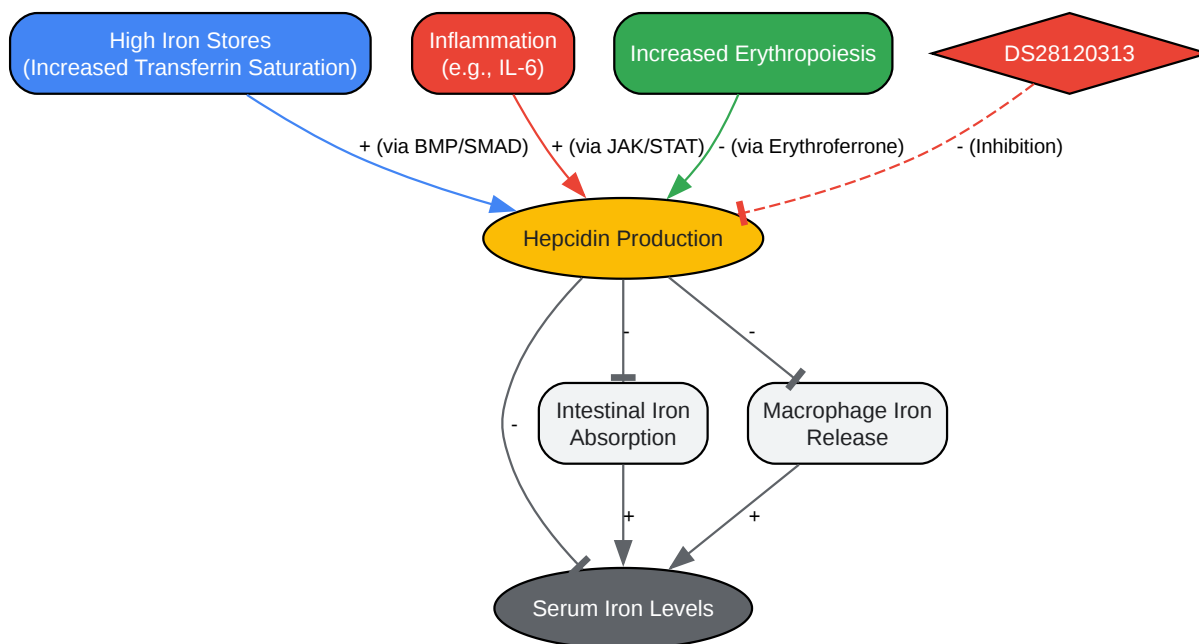 High Iron Stores
(Increased Transferrin Saturation)
Inflammation
(e.g., IL-6)
Increased Erythropoiesis
DS28120313
+ (via BMP/SMAD)
+ (via JAK/STAT)
- (via Erythroferrone)
- (Inhibition)
Hepcidin Production
-
-
-
Intestinal Iron
Absorption
Macrophage Iron
Release
+
+
Serum Iron Levels